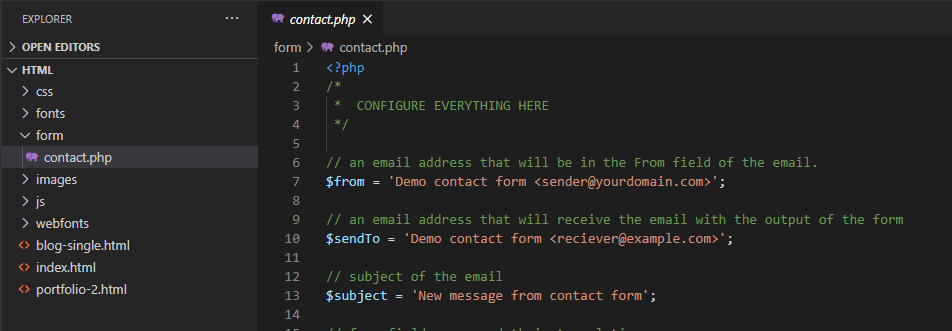 EXPLORER
...
OPEN EDITORS
HTML
css
fonts
form
contact.php
images
js
webfonts
<> blog-single.html
<> index.html
<> portfolio-2.html
contact.php ×
form > contact.php
1 <?php
2 /*
3 * CONFIGURE EVERYTHING HERE
4 */
5
6 // an email address that will be in the From field of the email.
7 $from = 'Demo contact form <sender@yourdomain.com>';
8
9 // an email address that will receive the email with the output of the form
10 $sendTo = 'Demo contact form <reciever@example.com>';
11
12 // subject of the email
13 $subject = 'New message from contact form';
14